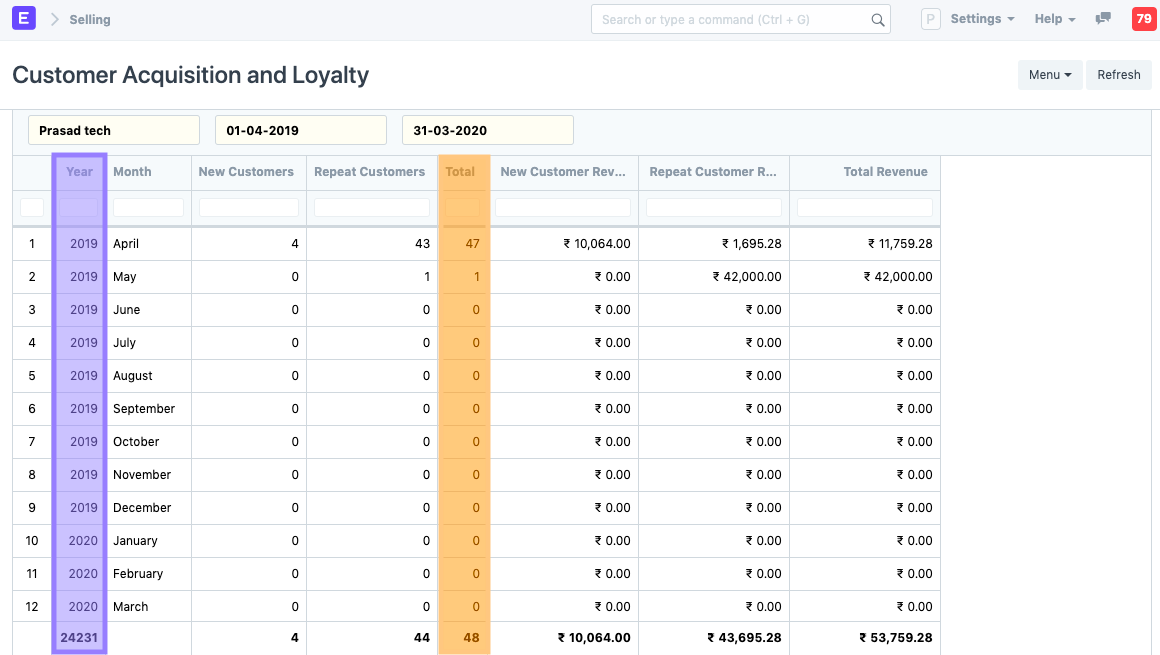 E Selling Search or type a command (Ctrl + G) P Settings Help 79
Customer Acquisition and Loyalty Menu Refresh
Prasad tech 01-04-2019 31-03-2020
Year Month New Customers Repeat Customers Total New Customer Rev... Repeat Customer R... Total Revenue
1 2019 April 4 43 47 ₹ 10,064.00 ₹ 1,695.28 ₹ 11,759.28
2 2019 May 0 1 1 ₹ 0.00 ₹ 42,000.00 ₹ 42,000.00
3 2019 June 0 0 0 ₹ 0.00 ₹ 0.00 ₹ 0.00
4 2019 July 0 0 0 ₹ 0.00 ₹ 0.00 ₹ 0.00
5 2019 August 0 0 0 ₹ 0.00 ₹ 0.00 ₹ 0.00
6 2019 September 0 0 0 ₹ 0.00 ₹ 0.00 ₹ 0.00
7 2019 October 0 0 0 ₹ 0.00 ₹ 0.00 ₹ 0.00
8 2019 November 0 0 0 ₹ 0.00 ₹ 0.00 ₹ 0.00
9 2019 December 0 0 0 ₹ 0.00 ₹ 0.00 ₹ 0.00
10 2020 January 0 0 0 ₹ 0.00 ₹ 0.00 ₹ 0.00
11 2020 February 0 0 0 ₹ 0.00 ₹ 0.00 ₹ 0.00
12 2020 March 0 0 0 ₹ 0.00 ₹ 0.00 ₹ 0.00
24231 4 44 48 ₹ 10,064.00 ₹ 43,695.28 ₹ 53,759.28